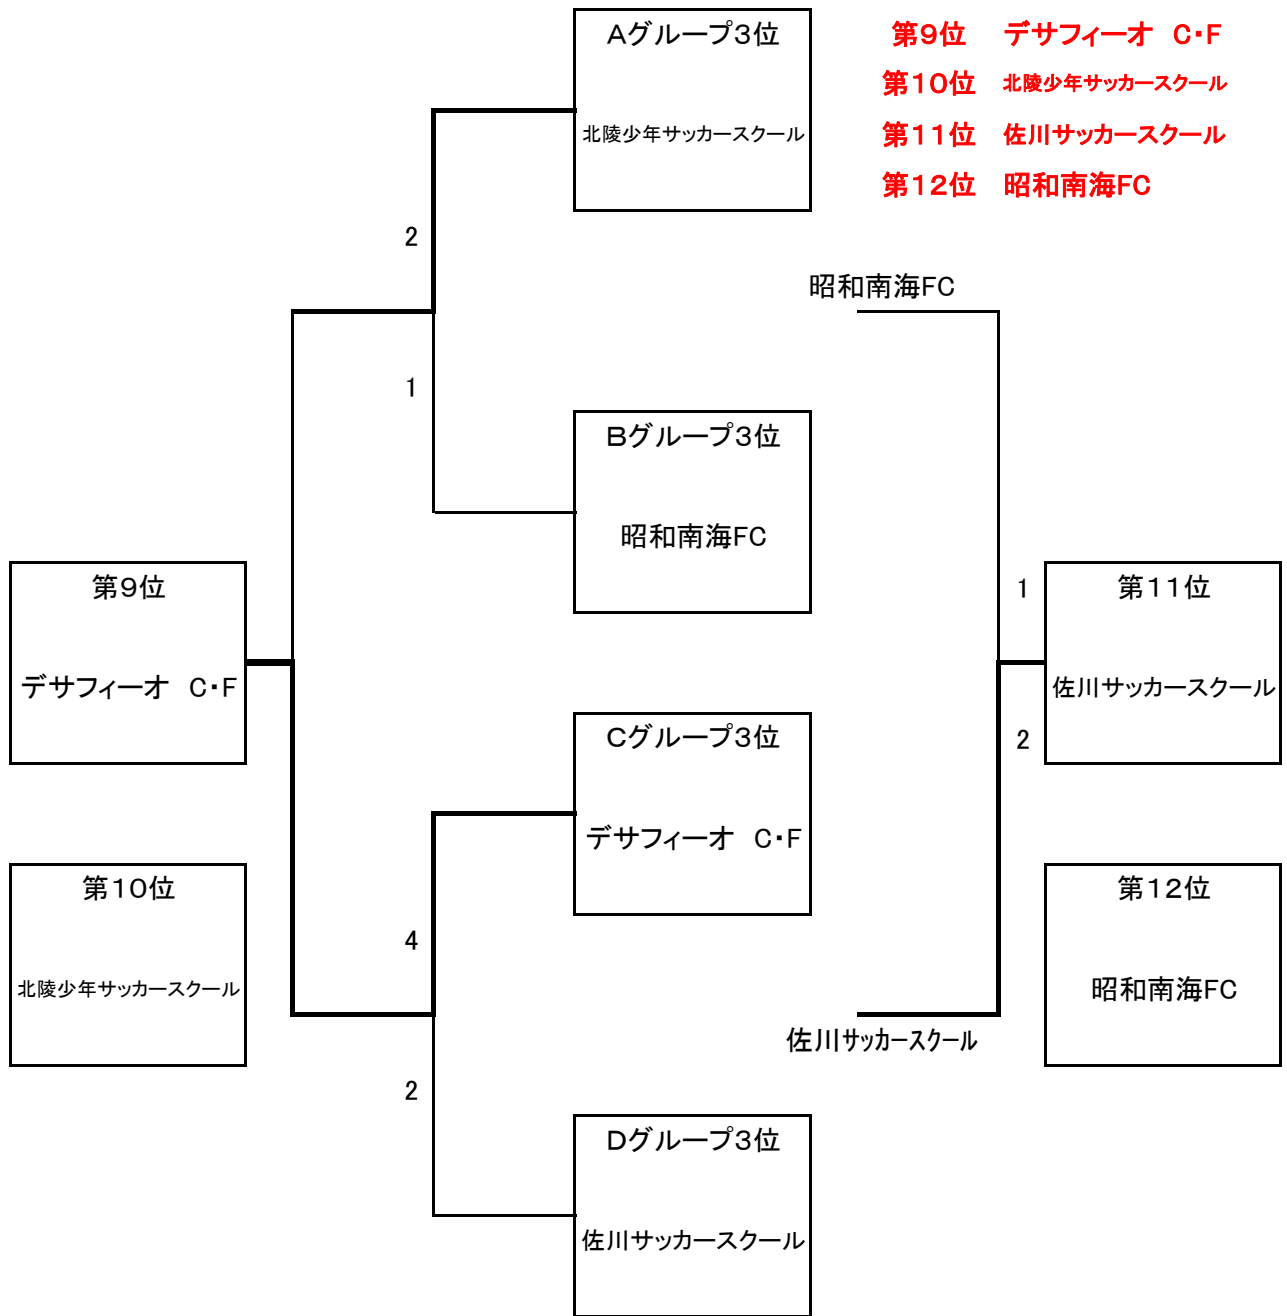 Aグループ3位
北陵少年サッカースクール
第9位　デサフィーオ　C・F
第10位　北陵少年サッカースクール
第11位　佐川サッカースクール
第12位　昭和南海FC
2
昭和南海FC
1
Bグループ3位
昭和南海FC
第9位
デサフィーオ　C・F
1
第11位
佐川サッカースクール
2
Cグループ3位
デサフィーオ　C・F
第10位
北陵少年サッカースクール
4
第12位
昭和南海FC
佐川サッカースクール
2
Dグループ3位
佐川サッカースクール